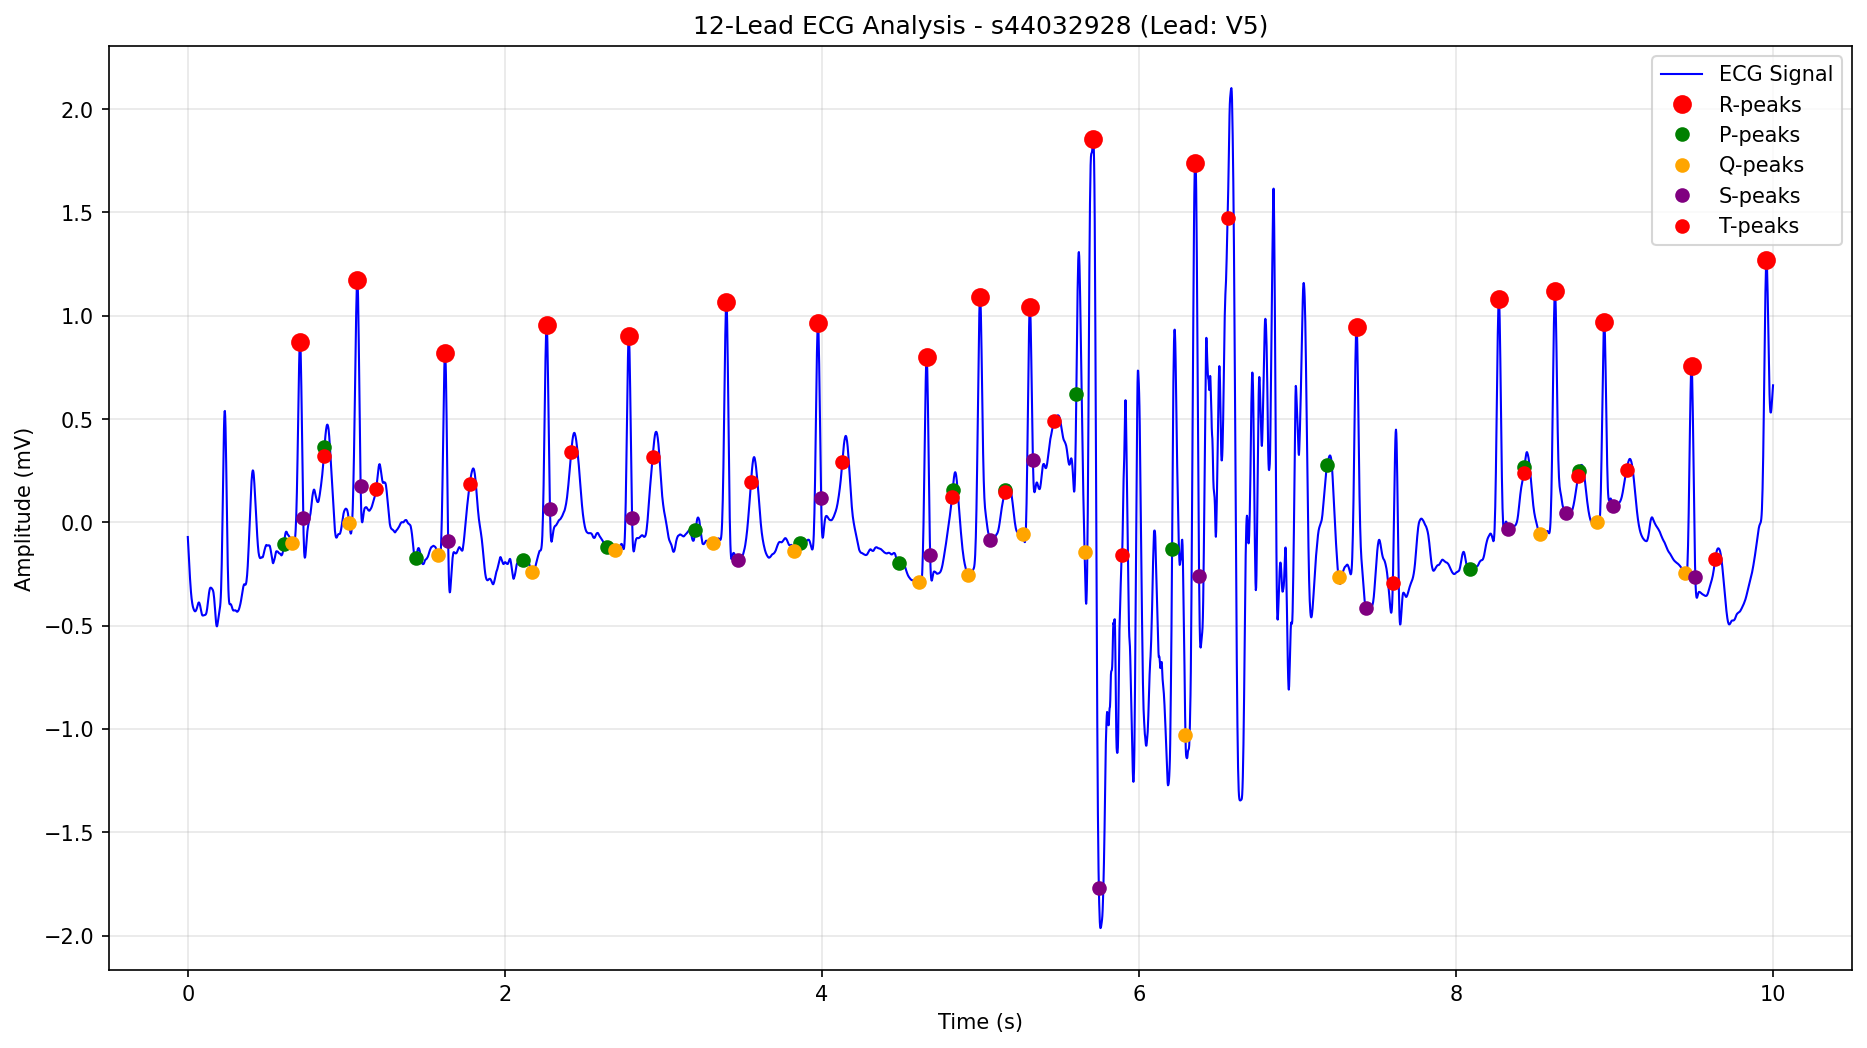 12-Lead ECG Analysis - s44032928 (Lead: V5)
ECG Signal
R-peaks
P-peaks
Q-peaks
S-peaks
T-peaks
Amplitude (mV)
2.0
1.5
1.0
0.5
0.0
−0.5
−1.0
−1.5
−2.0
0 2 4 6 8 10
Time (s)